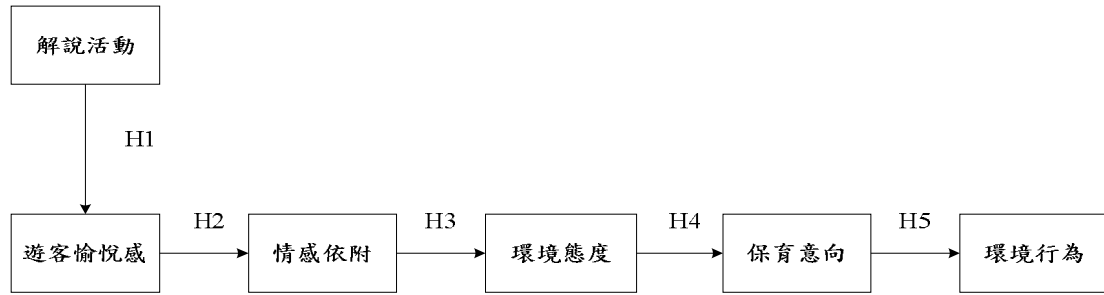 解說活動
H1
H2
H3
H4
H5
遊客愉悅感
情感依附
環境態度
保育意向
環境行為